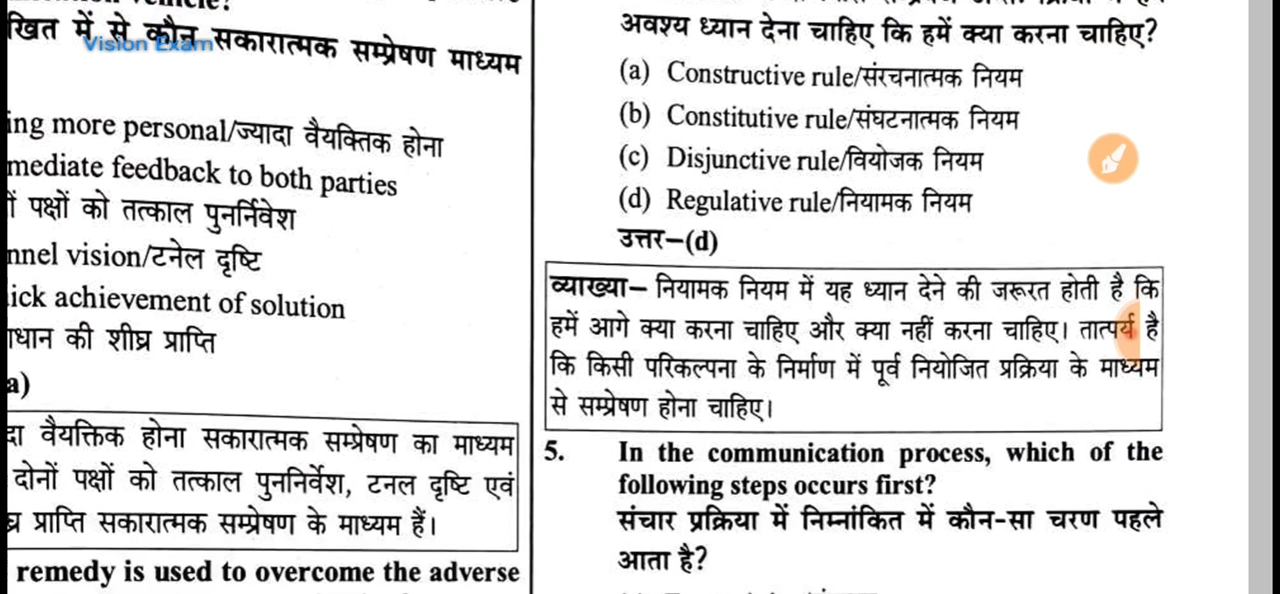 खित में से कौन सकारात्मक सम्प्रेषण माध्यम
Vision Exam
ing more personal/ज्यादा वैयक्तिक होना
mediate feedback to both parties
पक्षों को तत्काल पुनर्निवेश
nnel vision/टनेल दृष्टि
ick achievement of solution
ाधान की शीघ्र प्राप्ति
a)
दा वैयक्तिक होना सकारात्मक सम्प्रेषण का माध्यम
दोनों पक्षों को तत्काल पुननिर्वेश, टनल दृष्टि एवं
घ्र प्राप्ति सकारात्मक सम्प्रेषण के माध्यम हैं।
remedy is used to overcome the adverse
अवश्य ध्यान देना चाहिए कि हमें क्या करना चाहिए?
(a) Constructive rule/संरचनात्मक नियम
(b) Constitutive rule/संघटनात्मक नियम
(c) Disjunctive rule/वियोजक नियम
(d) Regulative rule/नियामक नियम
उत्तर–(d)
व्याख्या– नियामक नियम में यह ध्यान देने की जरूरत होती है कि
हमें आगे क्या करना चाहिए और क्या नहीं करना चाहिए। तात्पर्य है
कि किसी परिकल्पना के निर्माण में पूर्व नियोजित प्रक्रिया के माध्यम
से सम्प्रेषण होना चाहिए।
5. In the communication process, which of the
following steps occurs first?
संचार प्रक्रिया में निम्नांकित में कौन-सा चरण पहले
आता है?